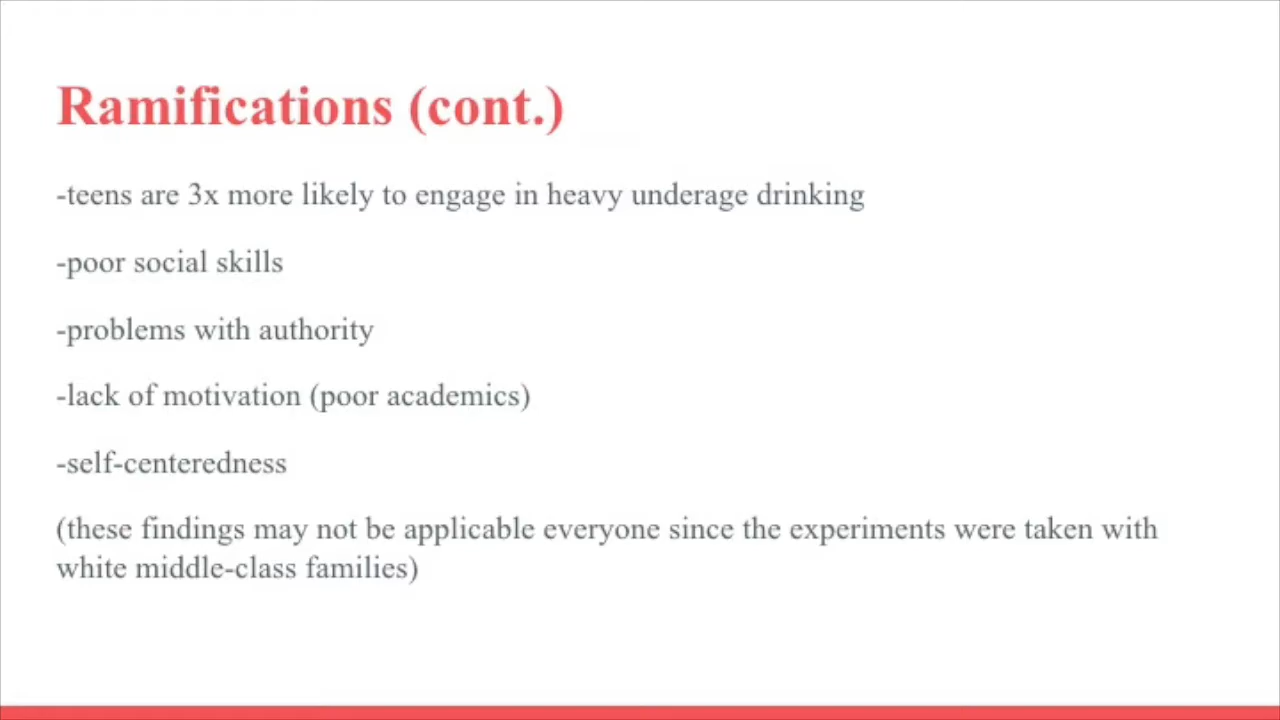 Ramifications (cont.)
-teens are 3x more likely to engage in heavy underage drinking
-poor social skills
-problems with authority
-lack of motivation (poor academics)
-self-centeredness
(these findings may not be applicable everyone since the experiments were taken with
white middle-class families)